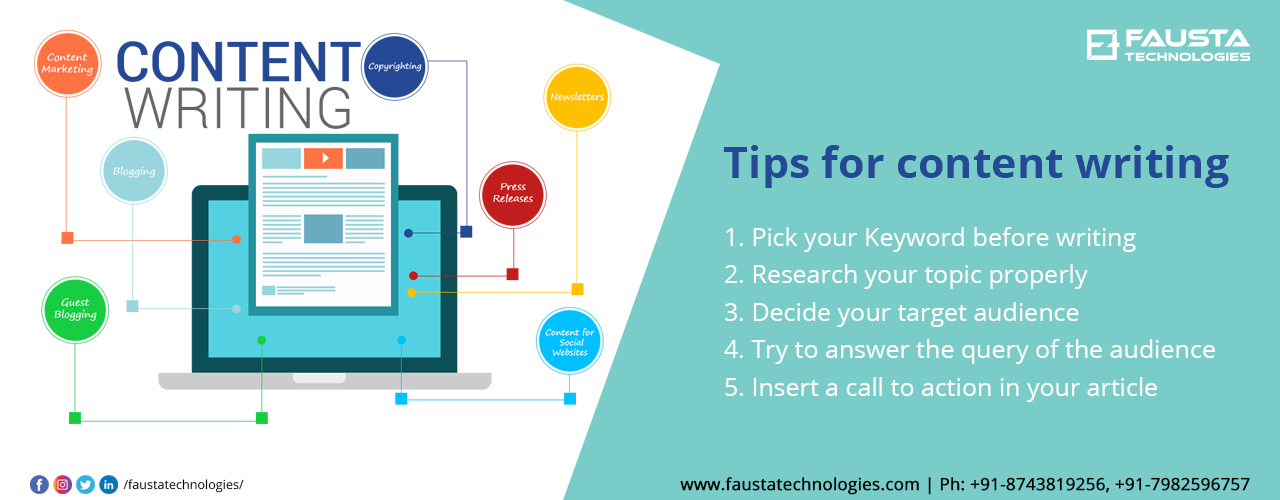 CONTENT
WRITING
Content
Marketing
Copyrighting
Newsletters
Blogging
Press
Releases
Guest
Blogging
Content for
Social
Websites
/faustatechnologies/
FAUSTA
TECHNOLOGIES
Tips for content writing
1. Pick your Keyword before writing
2. Research your topic properly
3. Decide your target audience
4. Try to answer the query of the audience
5. Insert a call to action in your article
www.faustatechnologies.com | Ph: +91-8743819256, +91-7982596757